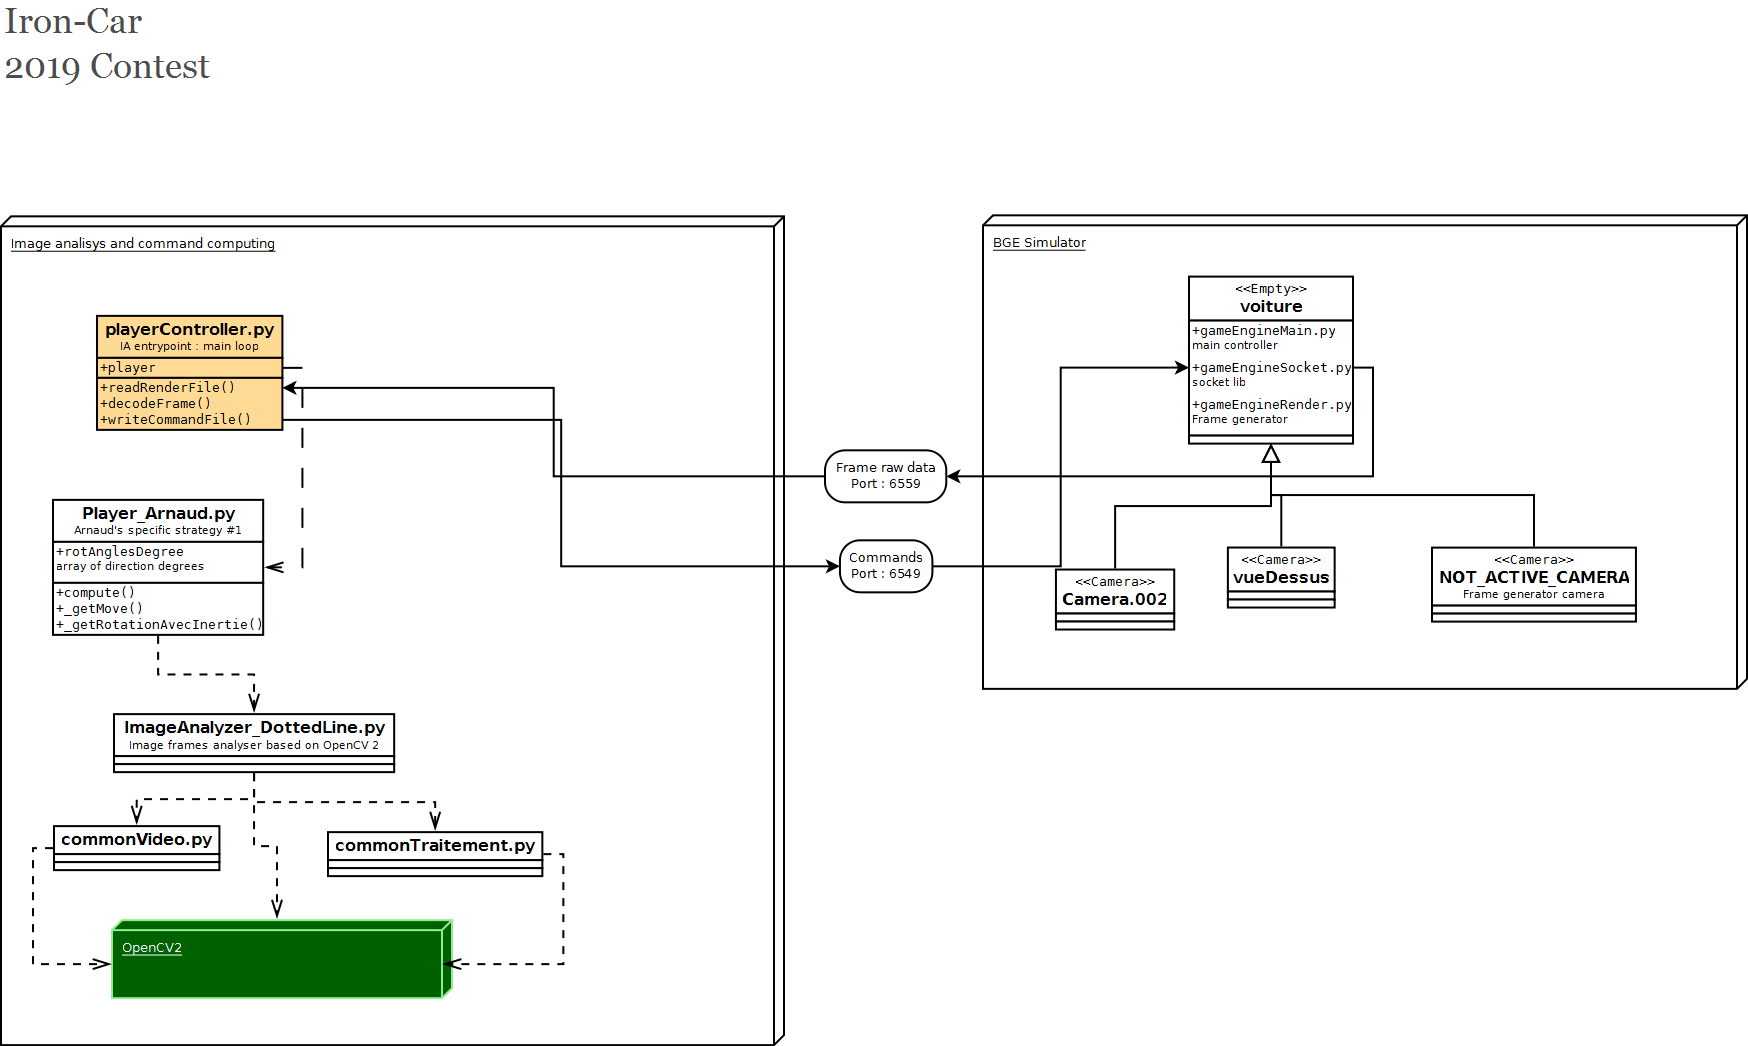 Iron-Car
2019 Contest
Image analisys and command computing
playerController.py
IA entrypoint : main loop
+player
+readRenderFile()
+decodeFrame()
+writeCommandFile()
Player_Arnaud.py
Arnaud's specific strategy #1
+rotAnglesDegree
array of direction degrees
+compute()
+_getMove()
+_getRotationAvecInertie()
ImageAnalyzer_DottedLine.py
Image frames analyser based on OpenCV 2
commonVideo.py
commonTraitement.py
OpenCV2
Frame raw data
Port : 6559
Commands
Port : 6549
BGE Simulator
<<Empty>>
voiture
+gameEngineMain.py
main controller
+gameEngineSocket.py
socket lib
+gameEngineRender.py
Frame generator
<<Camera>>
Camera.002
<<Camera>>
vueDessus
<<Camera>>
NOT_ACTIVE_CAMERA
Frame generator camera